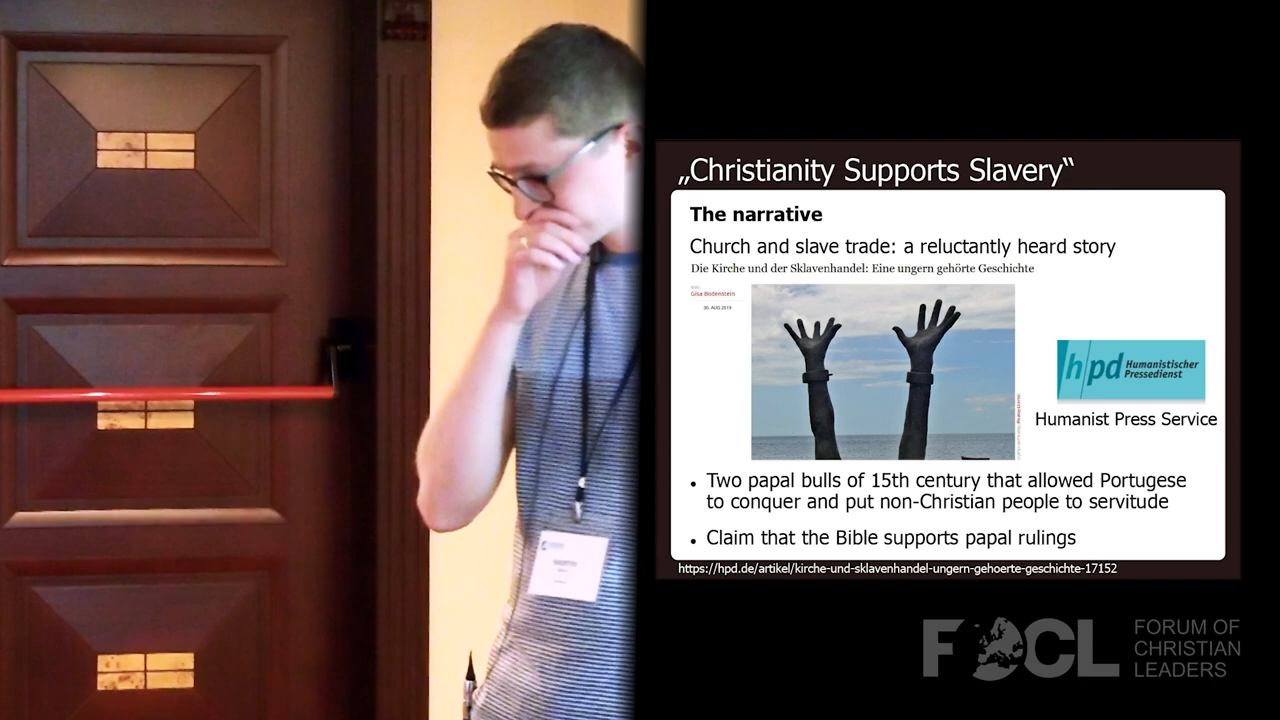 „Christianity Supports Slavery“
The narrative
Church and slave trade: a reluctantly heard story
Die Kirche und der Sklavenhandel: Eine ungern gehörte Geschichte
Gisa Bodenstein
30. AUG 2019
h/pd Humanistischer
Pressedienst
Humanist Press Service
• Two papal bulls of 15th century that allowed Portugese
to conquer and put non-Christian people to servitude
• Claim that the Bible supports papal rulings
https://hpd.de/artikel/kirche-und-sklavenhandel-ungern-gehoerte-geschichte-17152
FOCL FORUM OF
CHRISTIAN
LEADERS